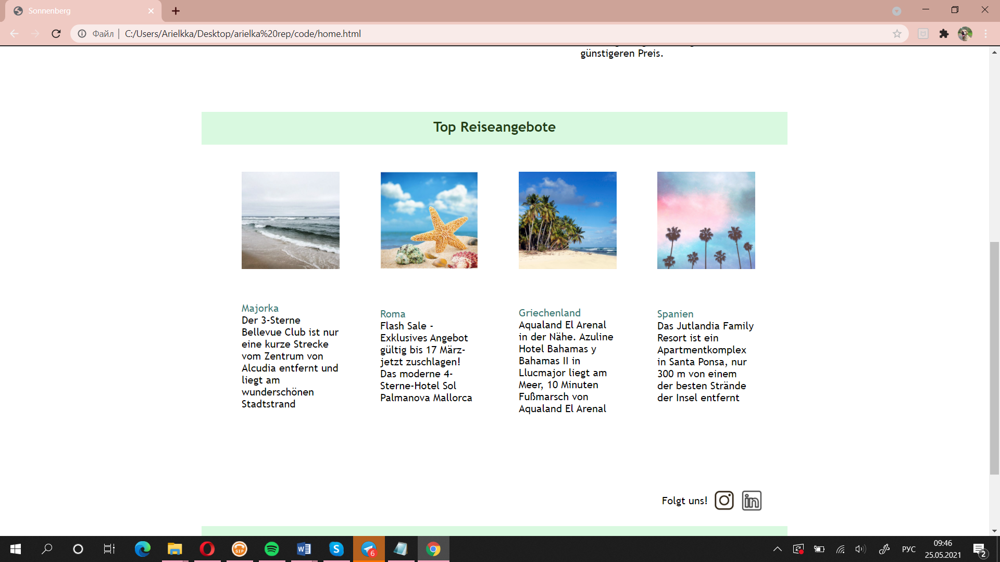 Sonnenberg
Файл
C:/Users/Arielkka/Desktop/arielka%20rep/code/home.html
günstigeren Preis.
Top Reiseangebote
Majorka
Der 3-Sterne
Bellevue Club ist nur
eine kurze Strecke
vom Zentrum von
Alcudia entfernt und
liegt am
wunderschönen
Stadtstrand
Roma
Flash Sale -
Exklusives Angebot
gültig bis 17 März-
jetzt zuschlagen!
Das moderne 4-
Sterne-Hotel Sol
Palmanova Mallorca
Griechenland
Aqualand El Arenal
in der Nähe. Azuline
Hotel Bahamas y
Bahamas II in
Llucmajor liegt am
Meer, 10 Minuten
Fußmarsch von
Aqualand El Arenal
Spanien
Das Jutlandia Family
Resort ist ein
Apartmentkomplex
in Santa Ponsa, nur
300 m von einem
der besten Strände
der Insel entfernt
Folgt uns!
in
SIP
W
S
6
РУС
09:46
25.05.2021
2